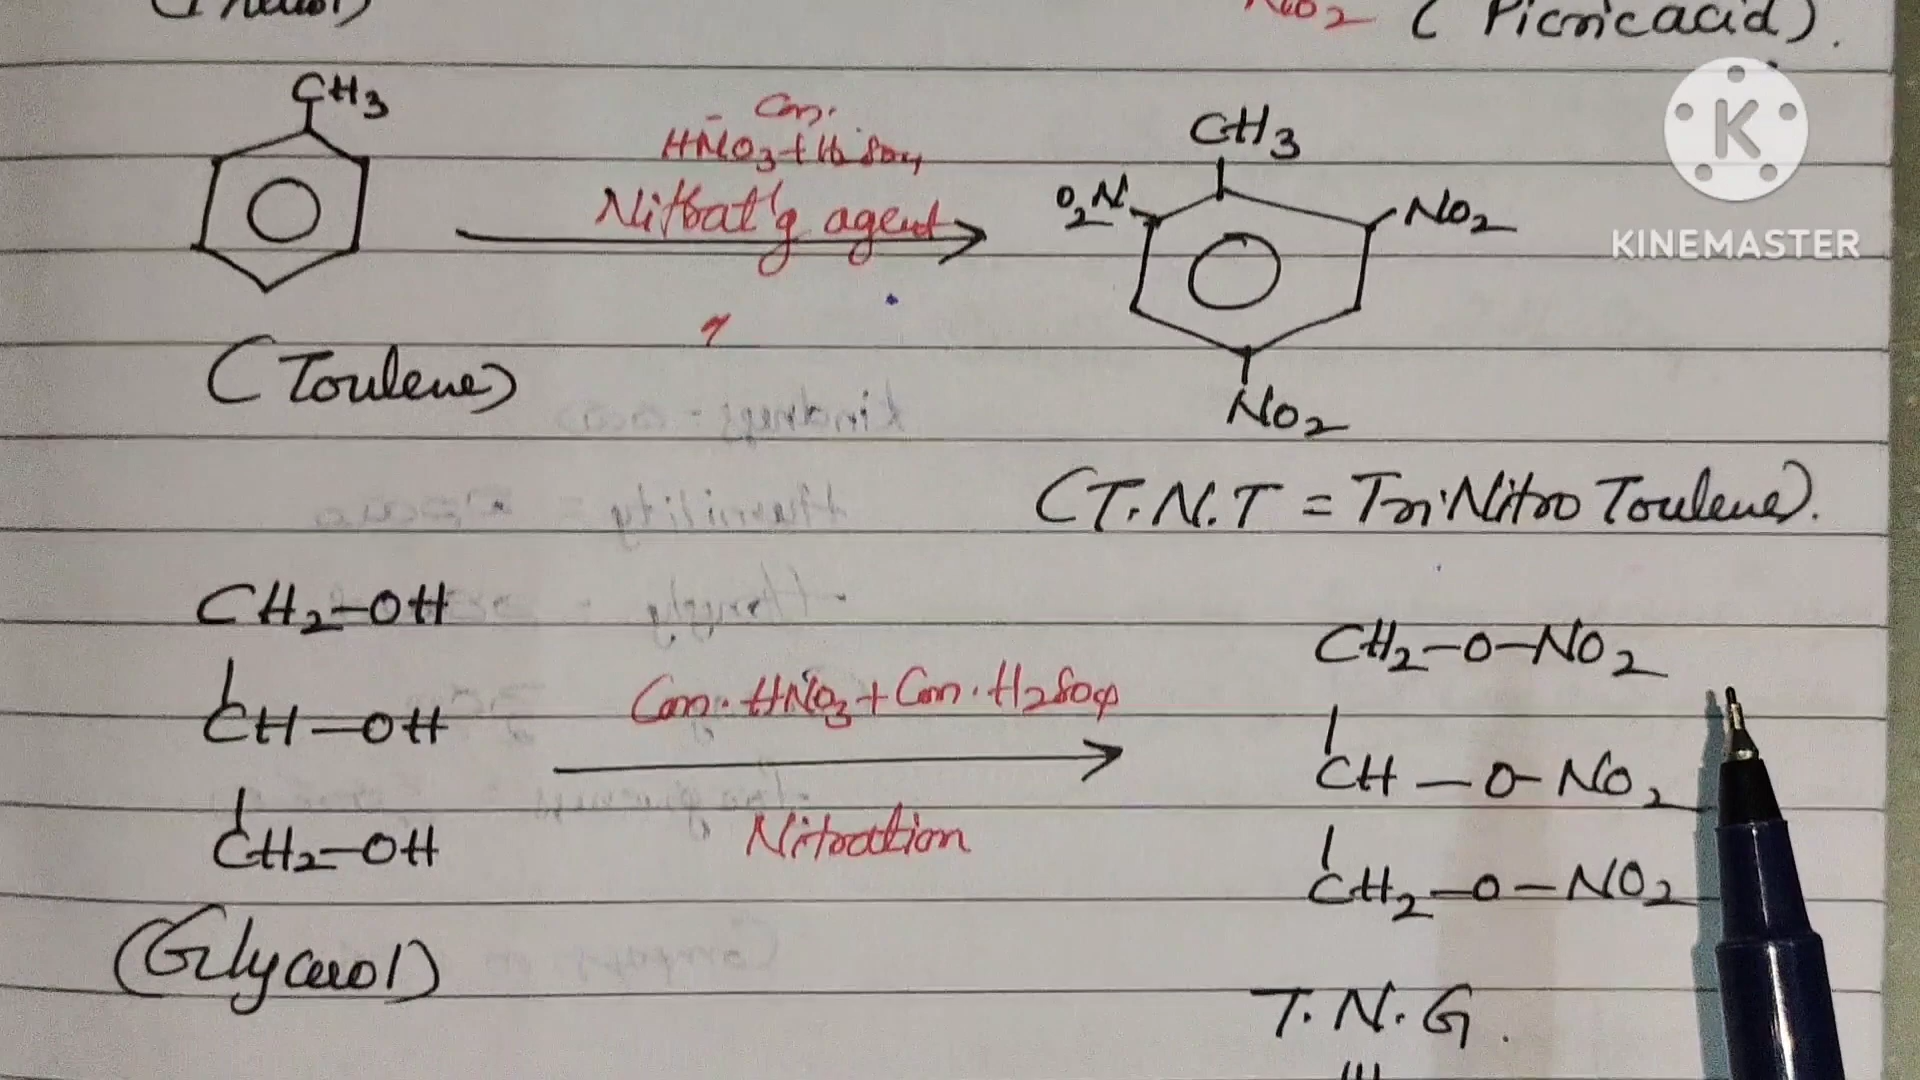 NO2 ( Picricacid).
CH3
Con.
HNO3+H2SO4
Nitrat'g agent
CH3
O2N
NO2
K
KINEMASTER
NO2
(Toulene)
(T.N.T = Tri Nitro Toulene).
CH2-OH
CH-OH
CH2-OH
Con. HNO3 + Con. H2SO4
Nitration
CH2-O-NO2
CH-O-NO2
CH2-O-NO2
(Glycerol)
T. N. G.